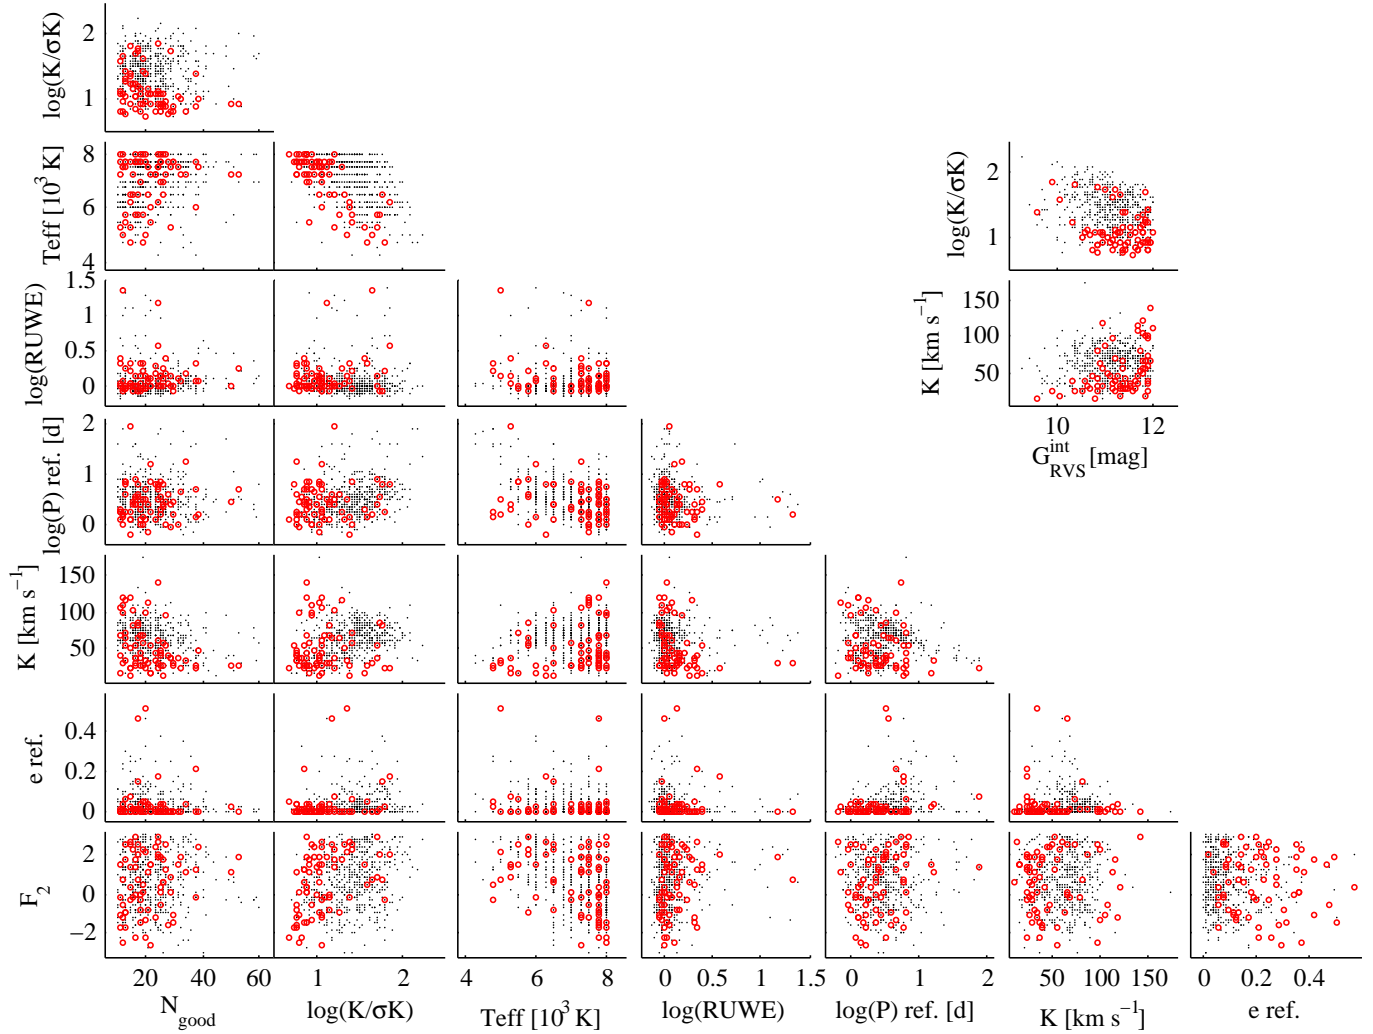 log(K/σK)
2
1
Teff [10³ K]
8
6
4
log(K/σK)
2
1
log(RUWE)
1.5
1
0.5
0
K [km s⁻¹]
150
100
50
10
12
G_RVS^int [mag]
log(P) ref. [d]
2
1
0
K [km s⁻¹]
150
100
50
e ref.
0.4
0.2
0
F₂
2
0
−2
20 40 60
1 2
4 6 8
0 0.5 1 1.5
0 1 2
50 100 150
0 0.2 0.4
N_good
log(K/σK)
Teff [10³ K]
log(RUWE)
log(P) ref. [d]
K [km s⁻¹]
e ref.